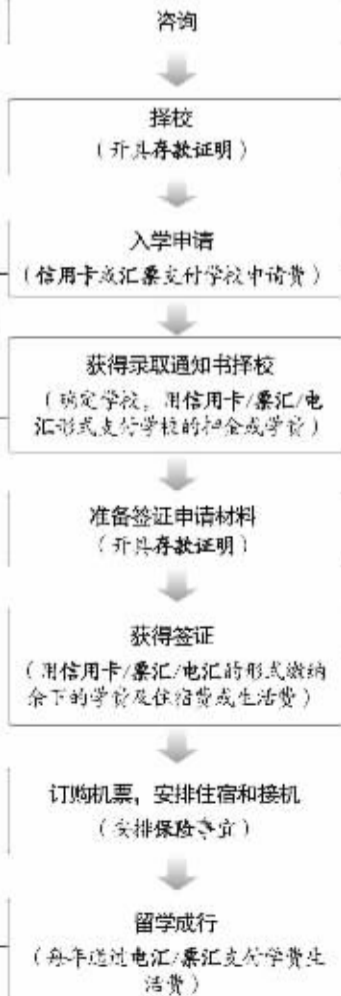 咨询
择校
（开具存款证明）
入学申请
（信用卡或汇票支付学校申请费）
获得录取通知书择校
（确定学校，用信用卡/票汇/电
汇形式支付学校的押金或学费）
准备签证申请材料
（开具存款证明）
获得签证
（用信用卡/票汇/电汇的形式缴纳
余下的学费及住宿费或生活费）
订购机票，安排住宿和接机
（安排保险事宜）
留学成行
（每年通过电汇/票汇支付学费生
活费）